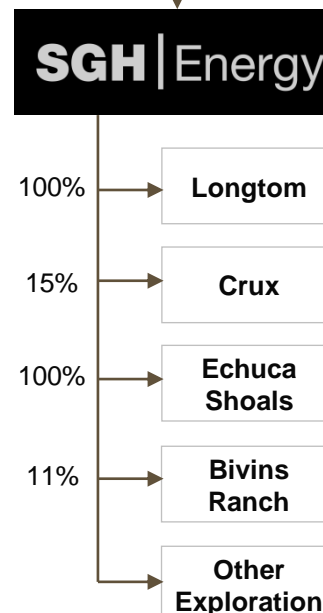 SGH | Energy
100% Longtom
15% Crux
100% Echuca
Shoals
11% Bivins
Ranch
Other
Exploration